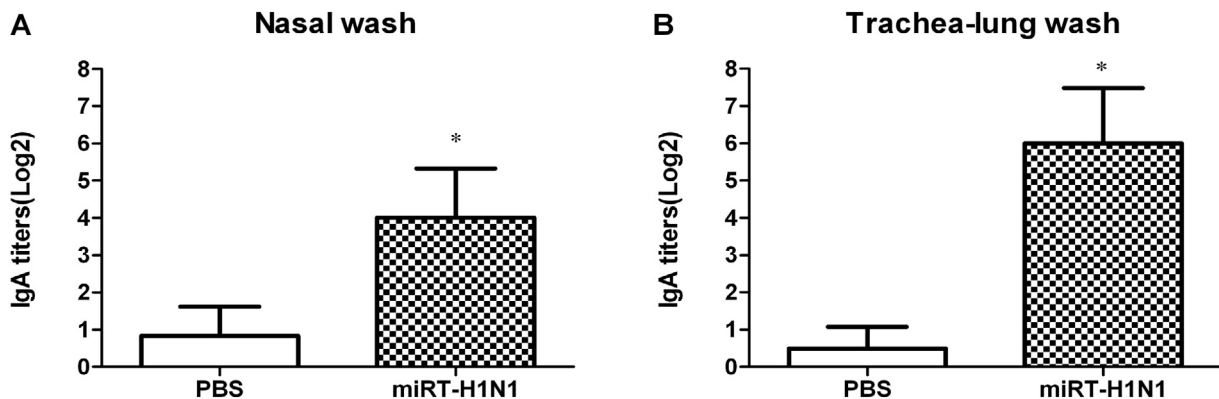 A
Nasal wash
IgA titers(Log2)
8
7
6
5
4
3
2
1
0
*
PBS
miRT-H1N1
B
Trachea-lung wash
IgA titers(Log2)
8
7
6
5
4
3
2
1
0
*
PBS
miRT-H1N1